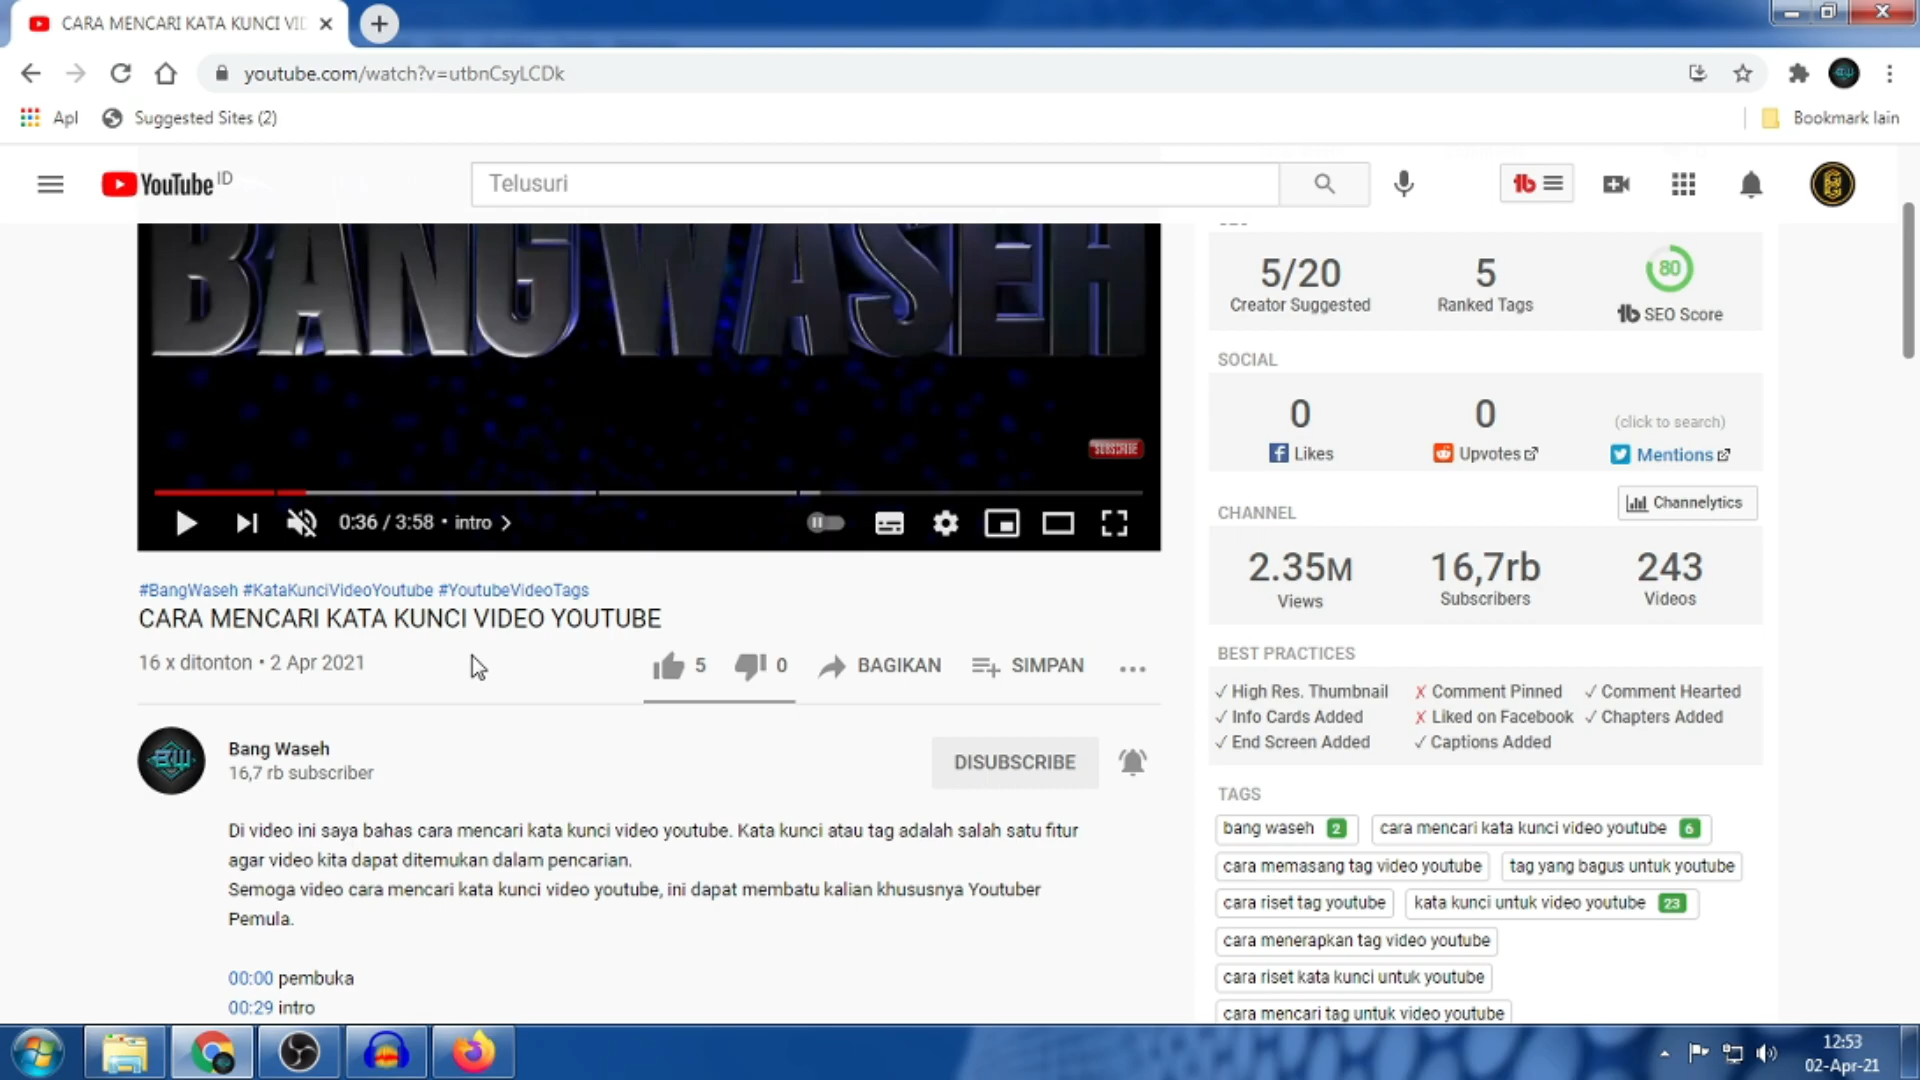 CARA MENCARI KATA KUNCI VID
youtube.com/watch?v=utbnCsyLCDk
Apl
Suggested Sites (2)
Bookmark lain
YouTube ID
Telusuri
BANGWASEH
SUBSCRIBE
0:36 / 3:58 • intro
#BangWaseh #KataKunciVideoYoutube #YoutubeVideoTags
CARA MENCARI KATA KUNCI VIDEO YOUTUBE
16 x ditonton • 2 Apr 2021
5
0
BAGIKAN
SIMPAN
Bang Waseh
16,7 rb subscriber
DISUBSCRIBE
Di video ini saya bahas cara mencari kata kunci video youtube. Kata kunci atau tag adalah salah satu fitur
agar video kita dapat ditemukan dalam pencarian.
Semoga video cara mencari kata kunci video youtube, ini dapat membatu kalian khususnya Youtuber
Pemula.
00:00 pembuka
00:29 intro
5/20
Creator Suggested
5
Ranked Tags
80
SEO Score
SOCIAL
0
Likes
0
Upvotes
(click to search)
Mentions
CHANNEL
Channelytics
2.35M
Views
16,7rb
Subscribers
243
Videos
BEST PRACTICES
✓ High Res. Thumbnail ✗ Comment Pinned ✓ Comment Hearted
✓ Info Cards Added ✗ Liked on Facebook ✓ Chapters Added
✓ End Screen Added ✓ Captions Added
TAGS
bang waseh 2 cara mencari kata kunci video youtube 6
cara memasang tag video youtube tag yang bagus untuk youtube
cara riset tag youtube kata kunci untuk video youtube 23
cara menerapkan tag video youtube
cara riset kata kunci untuk youtube
cara mencari tag untuk video youtube
12:53
02-Apr-21